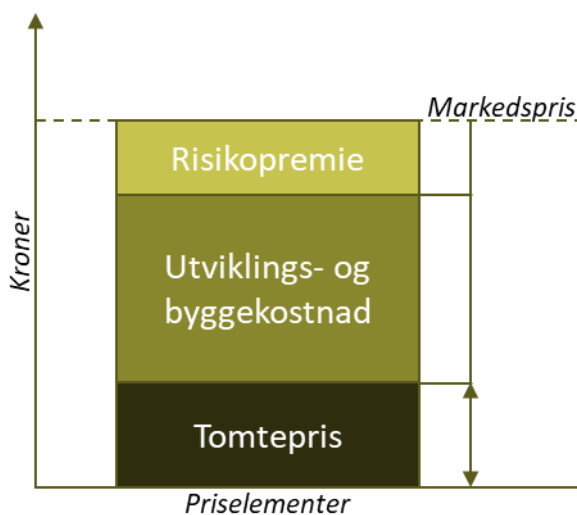 Markedspris
Risikopremie
Utviklings- og
byggekostnad
Tomtepris
Kroner
Priselementer